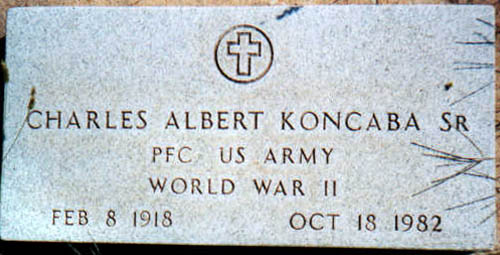 CHARLES ALBERT KONCABA SR
PFC US ARMY
WORLD WAR II
FEB 8 1918 OCT 18 1982